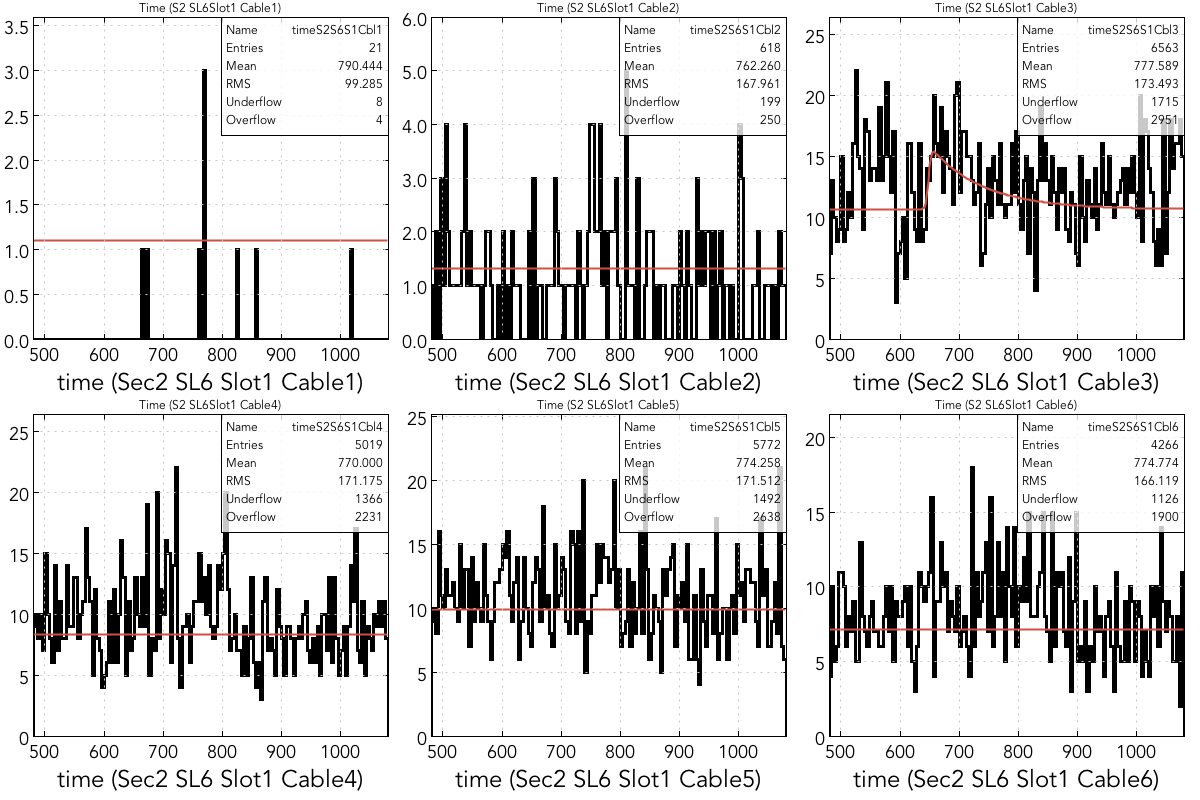 Time (S2 SL6Slot1 Cable1)
3.5
3.0
2.5
2.0
1.5
1.0
0.5
0.0
Name timeS2S6S1Cbl1
Entries 21
Mean 790.444
RMS 99.285
Underflow 8
Overflow 4
500 600 700 800 900 1000
time (Sec2 SL6 Slot1 Cable1)
Time (S2 SL6Slot1 Cable2)
6.0
5.0
4.0
3.0
2.0
1.0
0.0
Name timeS2S6S1Cbl2
Entries 618
Mean 762.260
RMS 167.961
Underflow 199
Overflow 250
500 600 700 800 900 1000
time (Sec2 SL6 Slot1 Cable2)
Time (S2 SL6Slot1 Cable3)
25
20
15
10
5
0
Name timeS2S6S1Cbl3
Entries 6563
Mean 777.589
RMS 173.493
Underflow 1715
Overflow 2951
500 600 700 800 900 1000
time (Sec2 SL6 Slot1 Cable3)
Time (S2 SL6Slot1 Cable4)
25
20
15
10
5
0
Name timeS2S6S1Cbl4
Entries 5019
Mean 770.000
RMS 171.175
Underflow 1366
Overflow 2231
500 600 700 800 900 1000
time (Sec2 SL6 Slot1 Cable4)
Time (S2 SL6Slot1 Cable5)
25
20
15
10
5
0
Name timeS2S6S1Cbl5
Entries 5772
Mean 774.258
RMS 171.512
Underflow 1492
Overflow 2638
500 600 700 800 900 1000
time (Sec2 SL6 Slot1 Cable5)
Time (S2 SL6Slot1 Cable6)
20
15
10
5
0
Name timeS2S6S1Cbl6
Entries 4266
Mean 774.774
RMS 166.119
Underflow 1126
Overflow 1900
500 600 700 800 900 1000
time (Sec2 SL6 Slot1 Cable6)